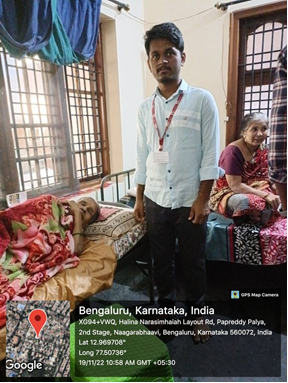 GPS Map Camera
Bengaluru, Karnataka, India
XG94+VWQ, Halina Narasimhaiah Layout Rd, Papreddy Palya,
2nd Stage, Naagarabhavi, Bengaluru, Karnataka 560072, India
Lat 12.969708°
Long 77.50736°
19/11/22 10:58 AM GMT +05:30
Google